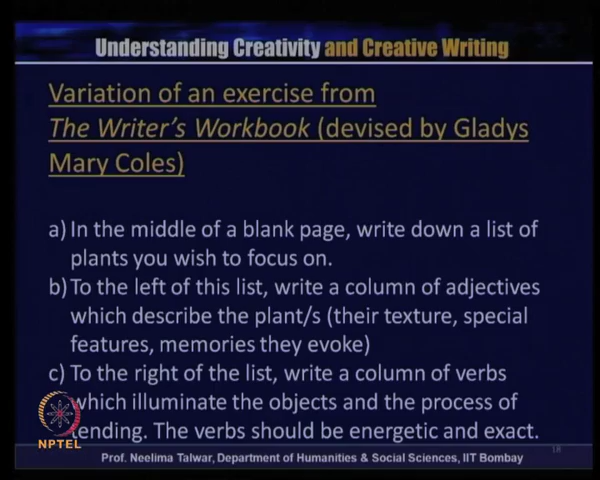 Understanding Creativity and Creative Writing
Variation of an exercise from
The Writer's Workbook (devised by Gladys
Mary Coles)
a) In the middle of a blank page, write down a list of
plants you wish to focus on.
b) To the left of this list, write a column of adjectives
which describe the plant/s (their texture, special
features, memories they evoke)
c) To the right of the list, write a column of verbs
which illuminate the objects and the process of
tending. The verbs should be energetic and exact.
NPTEL
18
Prof. Neelima Talwar, Department of Humanities & Social Sciences, IIT Bombay